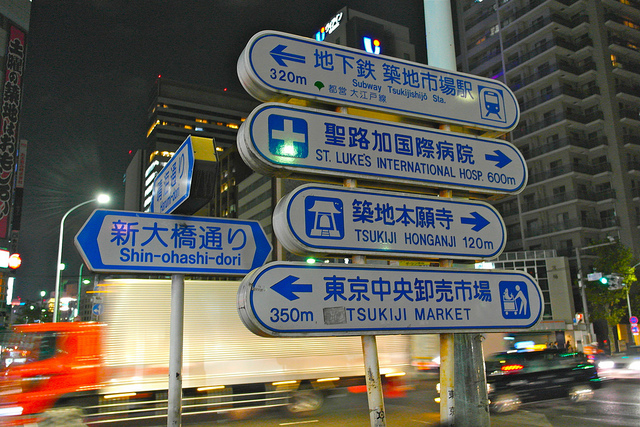 地下鉄 築地市場駅
320m Subway Tsukijishijo Sta.
都営大江戸線
聖路加国際病院
ST. LUKE'S INTERNATIONAL HOSP. 600m
築地本願寺
TSUKIJI HONGANJI 120m
東京中央卸売市場
350m TSUKIJI MARKET
新大橋通り
Shin-ohashi-dori